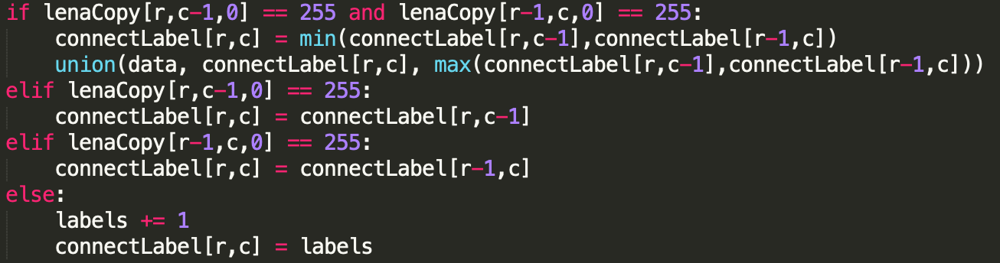 if lenaCopy[r,c-1,0] == 255 and lenaCopy[r-1,c,0] == 255:
    connectLabel[r,c] = min(connectLabel[r,c-1],connectLabel[r-1,c])
    union(data, connectLabel[r,c], max(connectLabel[r,c-1],connectLabel[r-1,c]))
elif lenaCopy[r,c-1,0] == 255:
    connectLabel[r,c] = connectLabel[r,c-1]
elif lenaCopy[r-1,c,0] == 255:
    connectLabel[r,c] = connectLabel[r-1,c]
else:
    labels += 1
    connectLabel[r,c] = labels